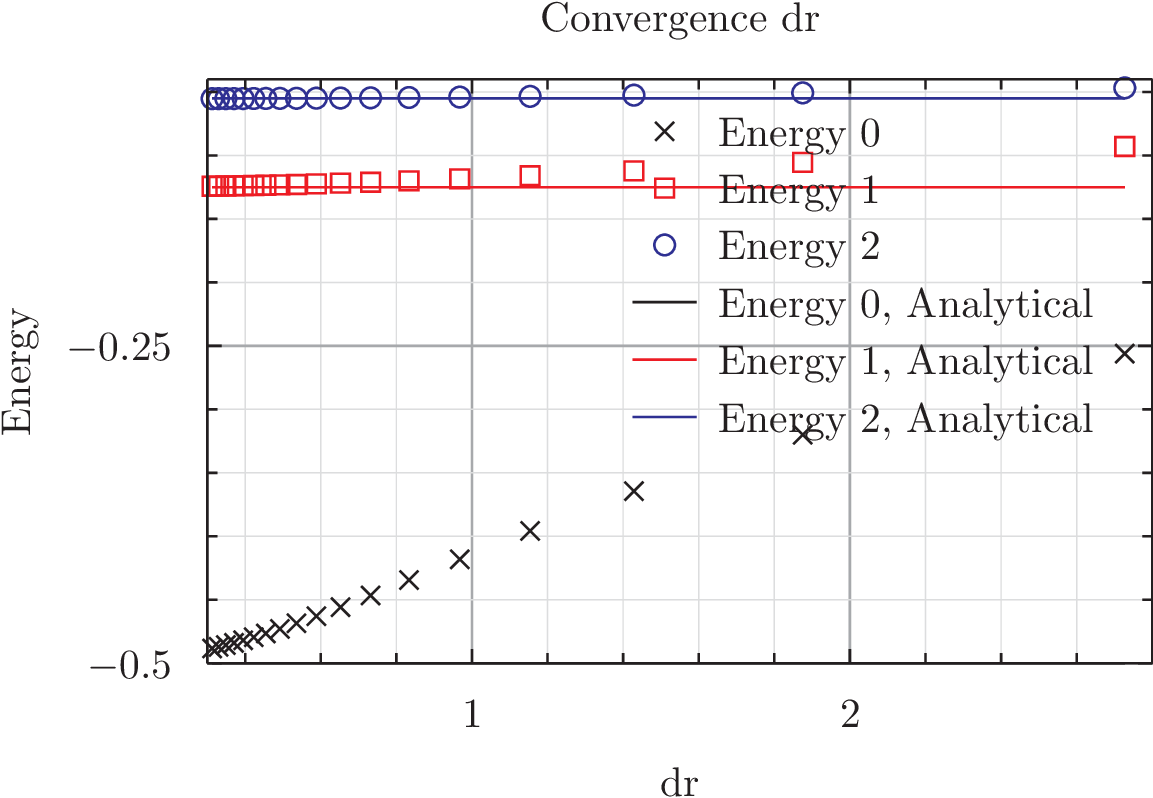 Convergence dr
Energy 0
Energy 1
Energy 2
Energy 0, Analytical
Energy 1, Analytical
Energy 2, Analytical
Energy
−0.25
−0.5
1
2
dr